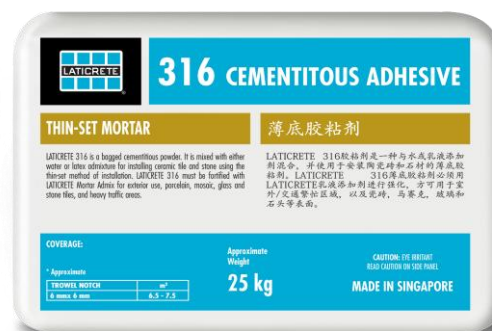 LATICRETE
316 CEMENTITOUS ADHESIVE
THIN-SET MORTAR
薄底胶粘剂
LATICRETE 316 is a bagged cementitious powder. It is mixed with either
water or latex admixture for installing ceramic tile and stone using the
thin-set method of installation. LATICRETE 316 must be fortified with
LATICRETE Mortar Admix for exterior use, porcelain, mosaic, glass and
stone tiles, and heavy traffic areas.
LATICRETE 316胶粘剂是一种与水或乳液添加
剂混合，并使用于安装陶瓷砖和石材的薄底胶
粘剂。LATICRETE 316薄底胶粘剂必须用
LATICRETE乳液添加剂进行强化，方可用于室
外/交通繁忙区域，以及瓷砖，马赛克，玻璃和
石头等表面。
COVERAGE:
* Approximate
TROWEL NOTCH m²
6 mmx 6 mm 6.5 - 7.5
Approximate
Weight
25 kg
CAUTION: EYE IRRITANT
READ CAUTION ON SIDE PANEL
MADE IN SINGAPORE